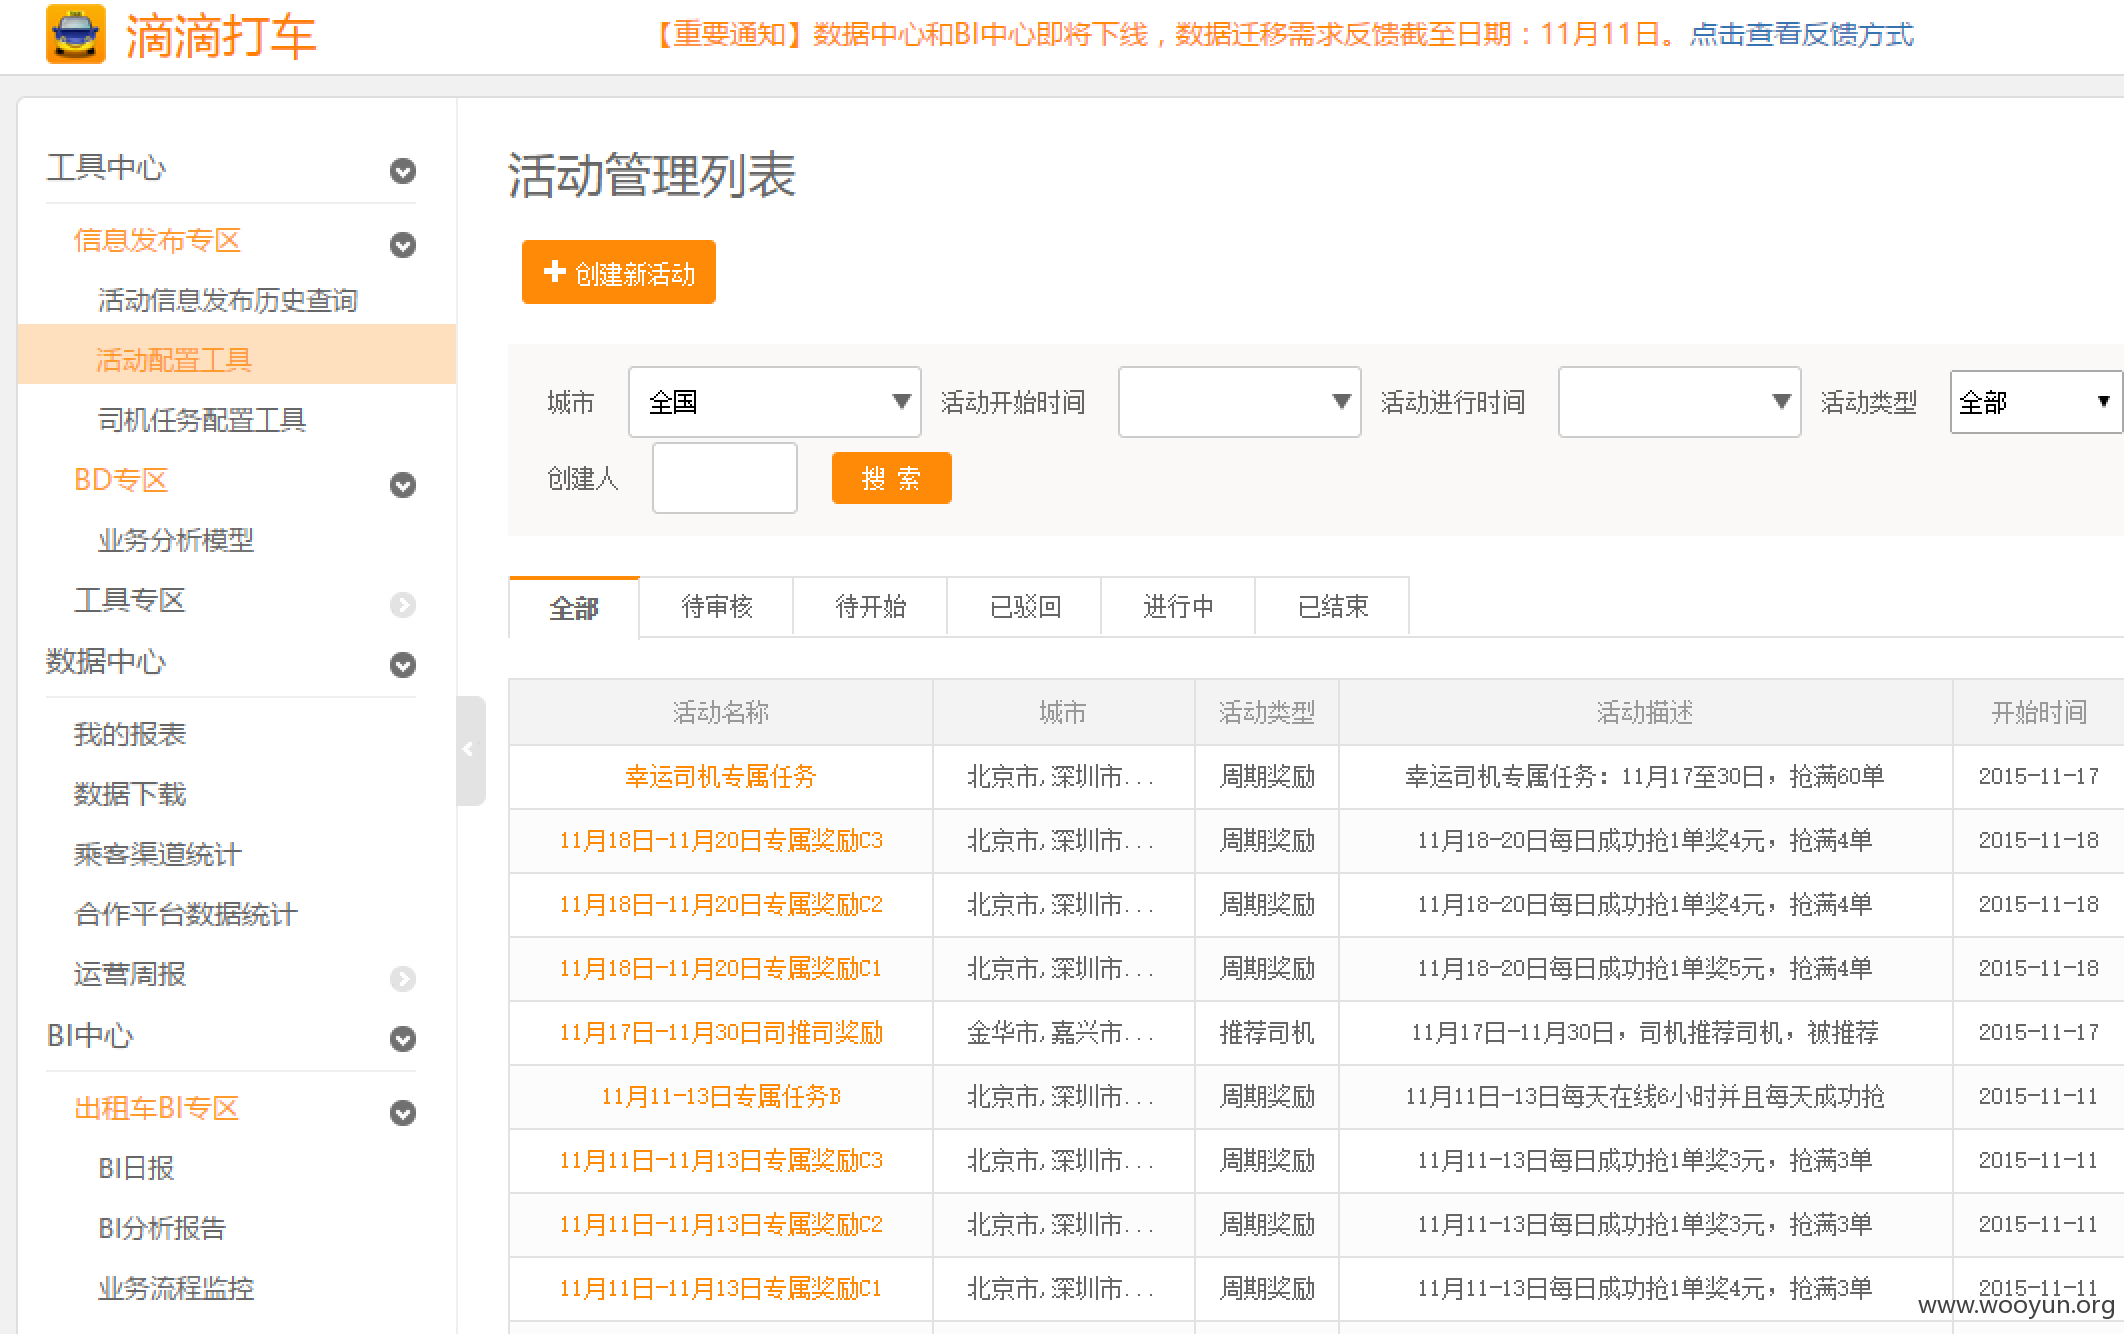 滴滴打车
【重要通知】数据中心和BI中心即将下线，数据迁移需求反馈截至日期：11月11日。点击查看反馈方式
工具中心
信息发布专区
活动信息发布历史查询
活动配置工具
司机任务配置工具
BD专区
业务分析模型
工具专区
数据中心
我的报表
数据下载
乘客渠道统计
合作平台数据统计
运营周报
BI中心
出租车BI专区
BI日报
BI分析报告
业务流程监控
活动管理列表
创建新活动
城市 全国 活动开始时间 活动进行时间 活动类型 全部
创建人 搜 索
全部 待审核 待开始 已驳回 进行中 已结束
活动名称 城市 活动类型 活动描述 开始时间
幸运司机专属任务 北京市,深圳市... 周期奖励 幸运司机专属任务：11月17至30日，抢满60单 2015-11-17
11月18日-11月20日专属奖励C3 北京市,深圳市... 周期奖励 11月18-20日每日成功抢1单奖4元，抢满4单 2015-11-18
11月18日-11月20日专属奖励C2 北京市,深圳市... 周期奖励 11月18-20日每日成功抢1单奖4元，抢满4单 2015-11-18
11月18日-11月20日专属奖励C1 北京市,深圳市... 周期奖励 11月18-20日每日成功抢1单奖5元，抢满4单 2015-11-18
11月17日-11月30日司推司奖励 金华市,嘉兴市... 推荐司机 11月17日-11月30日，司机推荐司机，被推荐 2015-11-17
11月11-13日专属任务B 北京市,深圳市... 周期奖励 11月11日-13日每天在线6小时并且每天成功抢 2015-11-11
11月11日-11月13日专属奖励C3 北京市,深圳市... 周期奖励 11月11-13日每日成功抢1单奖3元，抢满3单 2015-11-11
11月11日-11月13日专属奖励C2 北京市,深圳市... 周期奖励 11月11-13日每日成功抢1单奖3元，抢满3单 2015-11-11
11月11日-11月13日专属奖励C1 北京市,深圳市... 周期奖励 11月11-13日每日成功抢1单奖4元，抢满3单 2015-11-11
www.wooyun.org